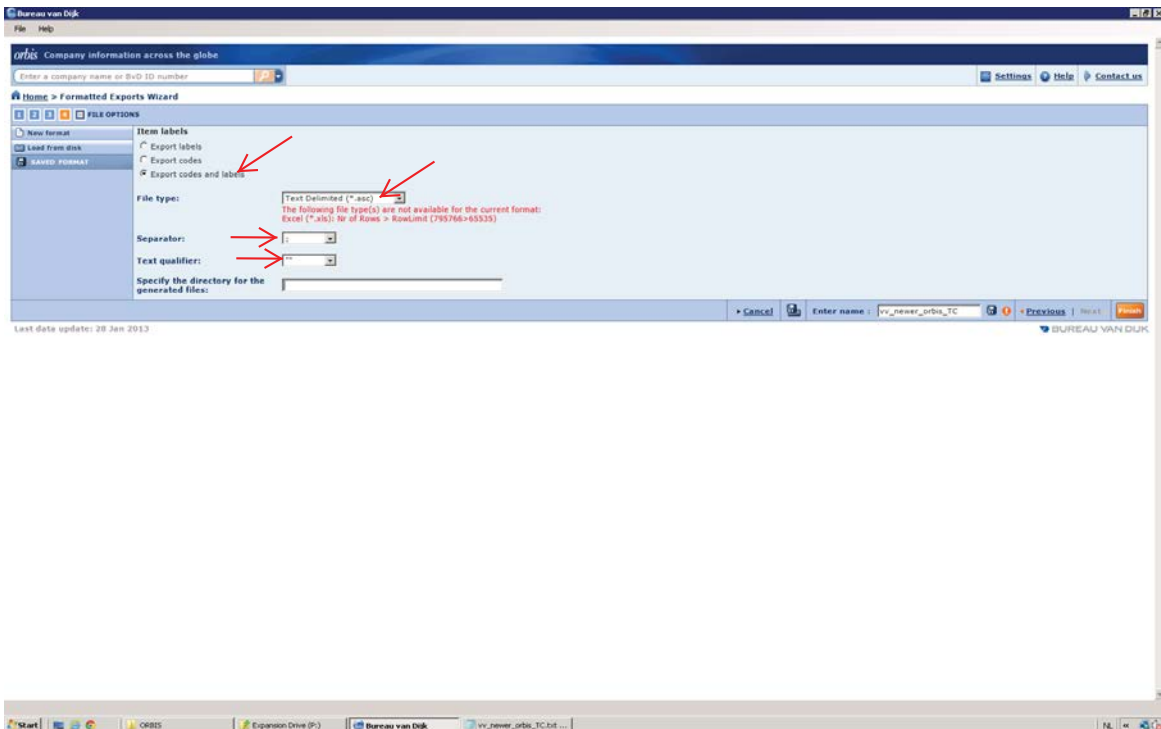 Bureau van Dijk
File Help
orbis Company information across the globe
Enter a company name or BvD ID number
Settings Help Contact us
Home > Formatted Exports Wizard
1 2 3 4 FILE OPTIONS
New format
Load from disk
SAVED FORMAT
Item labels
Export labels
Export codes
Export codes and labels
File type: Text Delimited (*.asc)
The following file type(s) are not available for the current format:
Excel (*.xls): Nr of Rows > RowLimit (795766>65535)
Separator: ;
Text qualifier: ""
Specify the directory for the
generated files:
Cancel Enter name : vv_newer_orbis_TC Previous | Next Finish
Last data update: 28 Jan 2013
BUREAU VAN DIJK
Start ORBIS Expansion Drive (P:) Bureau van Dijk vv_newer_orbis_TC.txt ... NL «